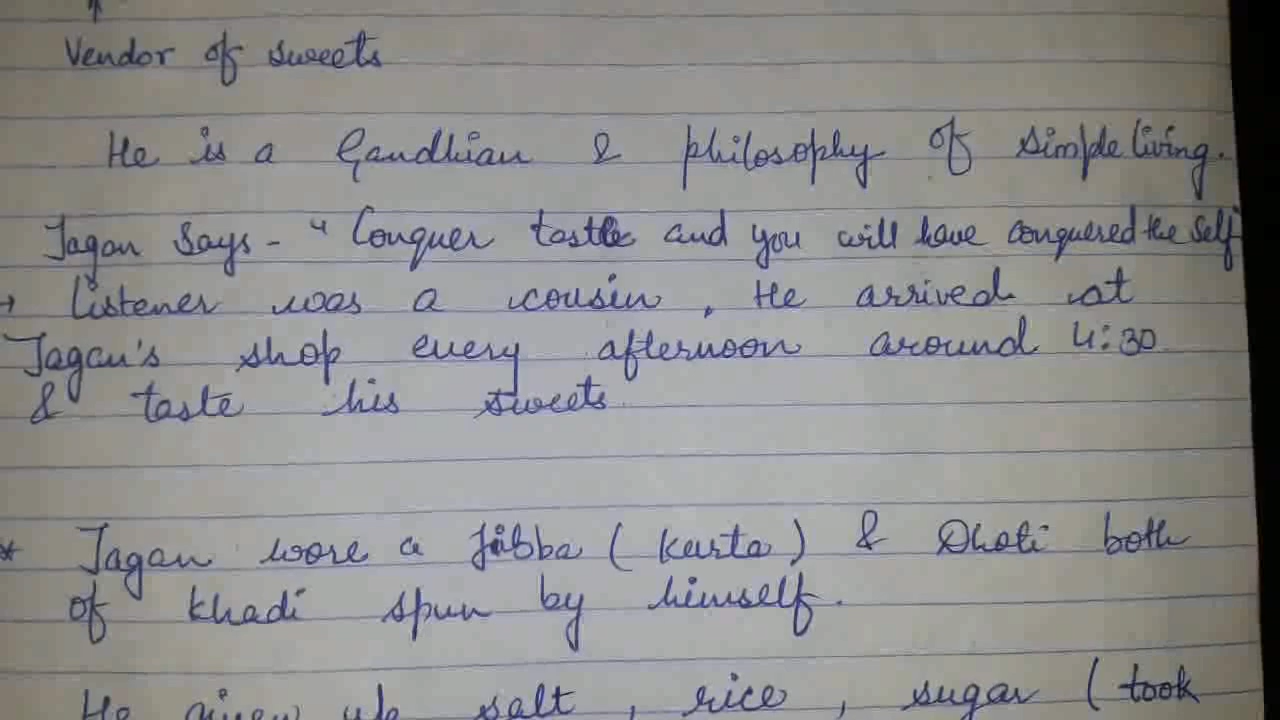 Vendor of sweets
He is a Gandhian & philosophy of simple living.
Jagan says - "Conquer taste and you will have conquered the self"
→ Listener was a cousin, He arrived at
Jagan's shop every afternoon around 4:30
& taste his sweets
* Jagan wore a Jibba (Kurta) & Dhoti both
of khadi spun by himself.
He salt, rice, sugar (took